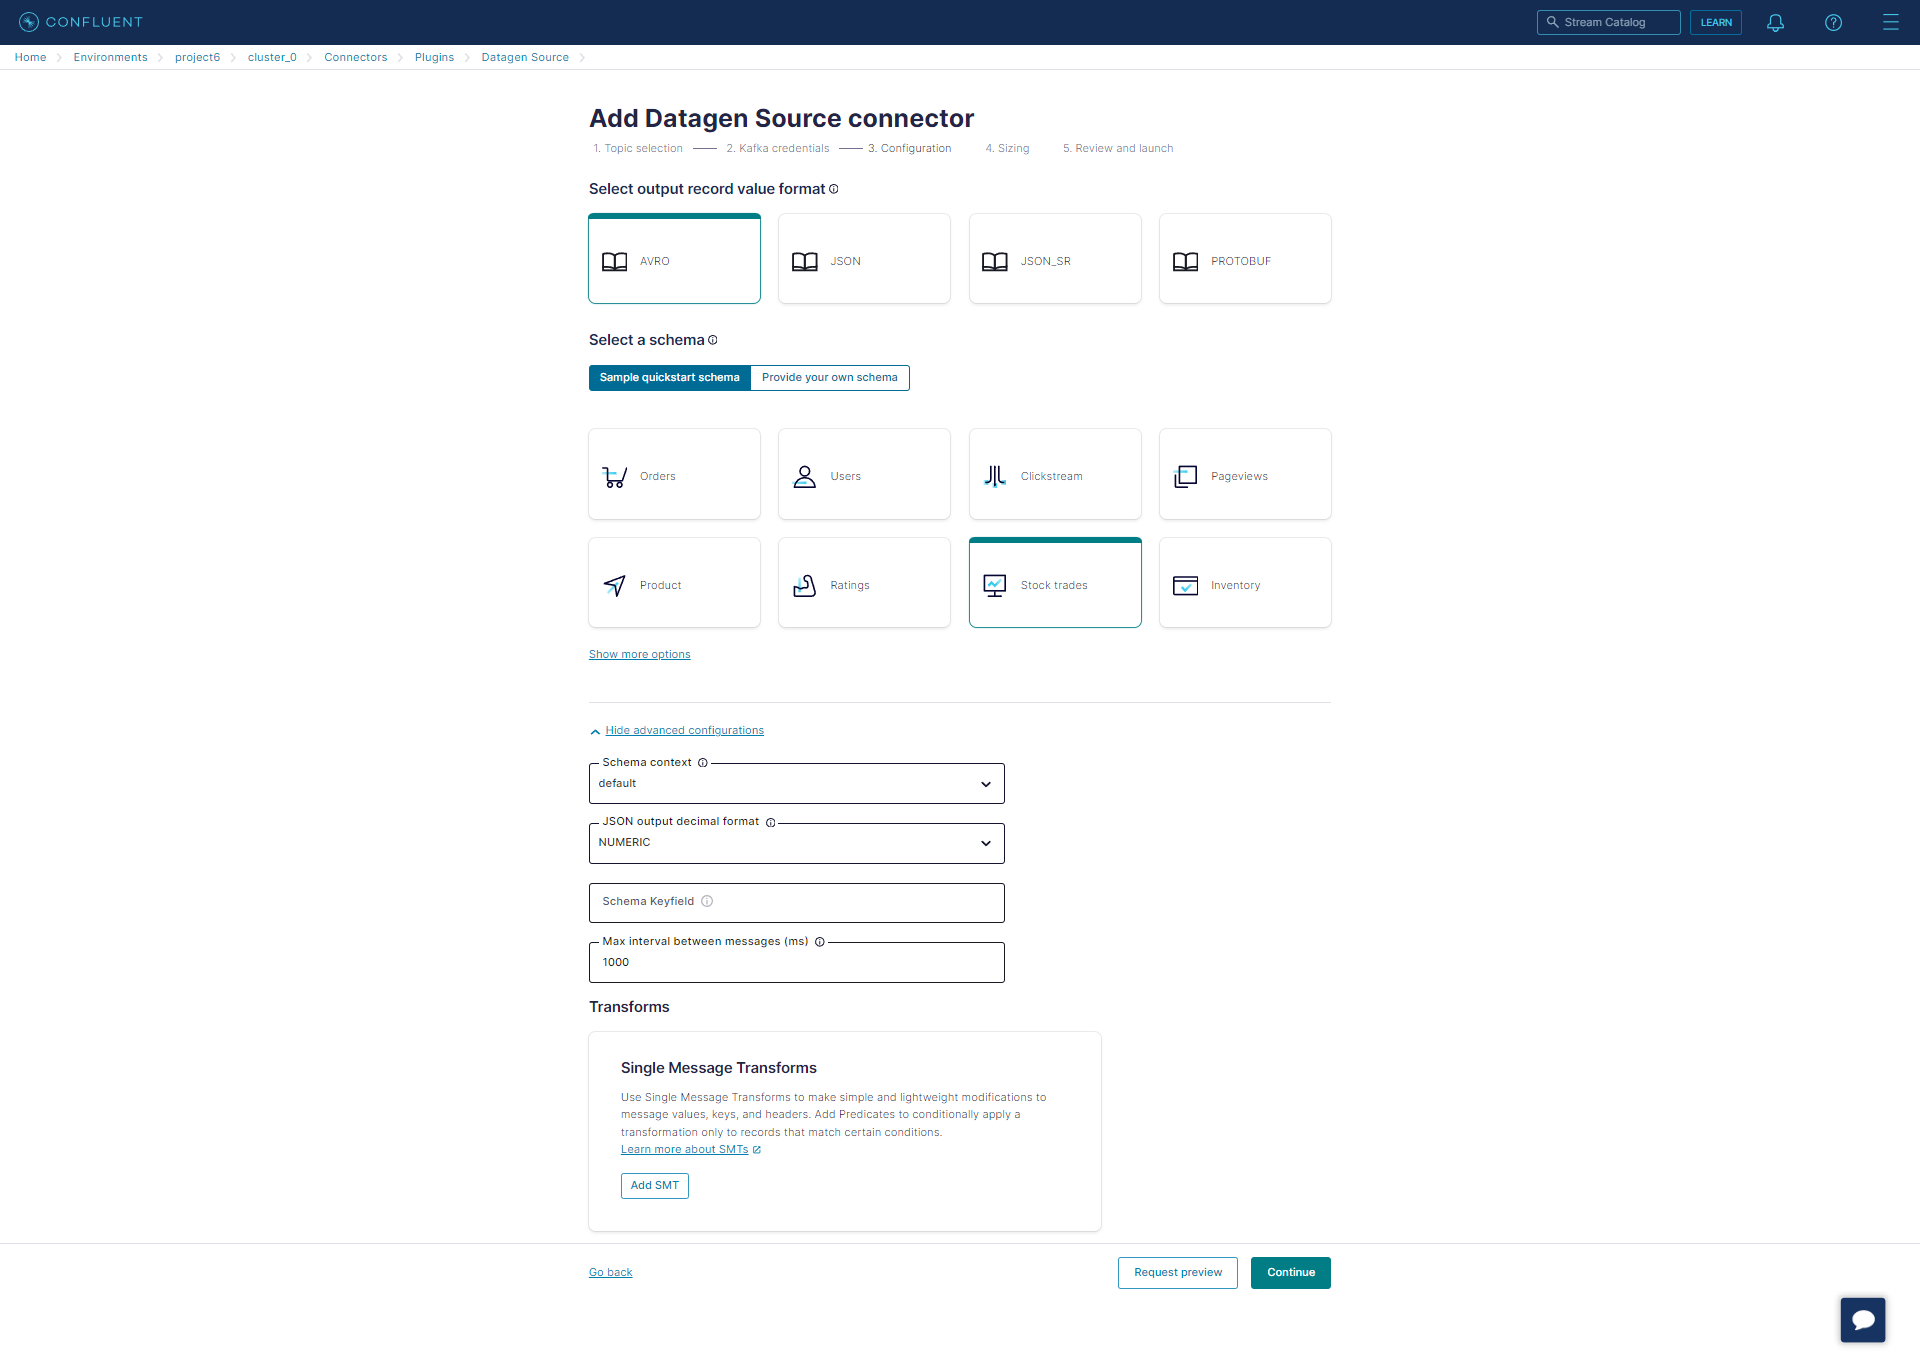 CONFLUENT
Stream Catalog
LEARN
Home Environments project6 cluster_0 Connectors Plugins Datagen Source
Add Datagen Source connector
1. Topic selection 2. Kafka credentials 3. Configuration 4. Sizing 5. Review and launch
Select output record value format
AVRO JSON JSON_SR PROTOBUF
Select a schema
Sample quickstart schema Provide your own schema
Orders Users Clickstream Pageviews
Product Ratings Stock trades Inventory
Show more options
Hide advanced configurations
Schema context
default
JSON output decimal format
NUMERIC
Schema Keyfield
Max interval between messages (ms)
1000
Transforms
Single Message Transforms
Use Single Message Transforms to make simple and lightweight modifications to
message values, keys, and headers. Add Predicates to conditionally apply a
transformation only to records that match certain conditions.
Learn more about SMTs
Add SMT
Go back Request preview Continue